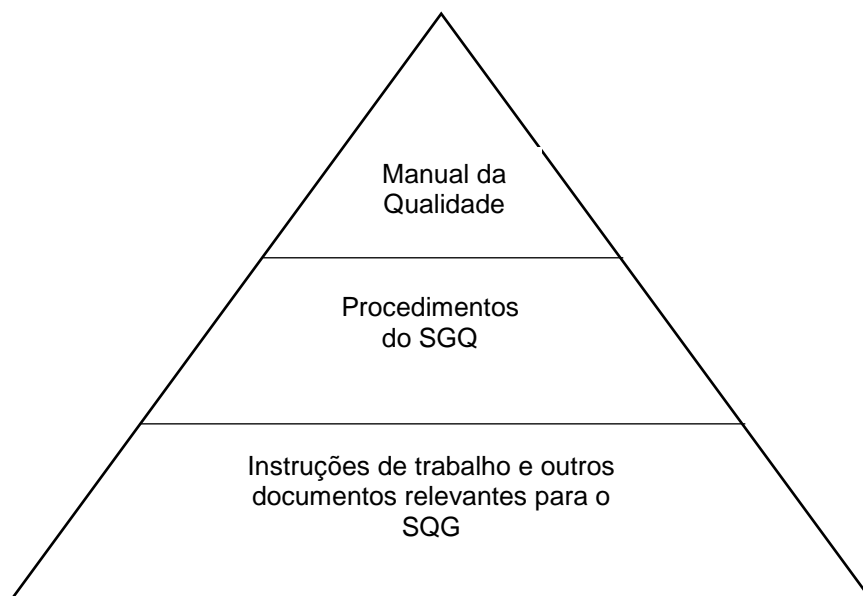 Manual da
Qualidade
Procedimentos
do SGQ
Instruções de trabalho e outros
documentos relevantes para o
SQG